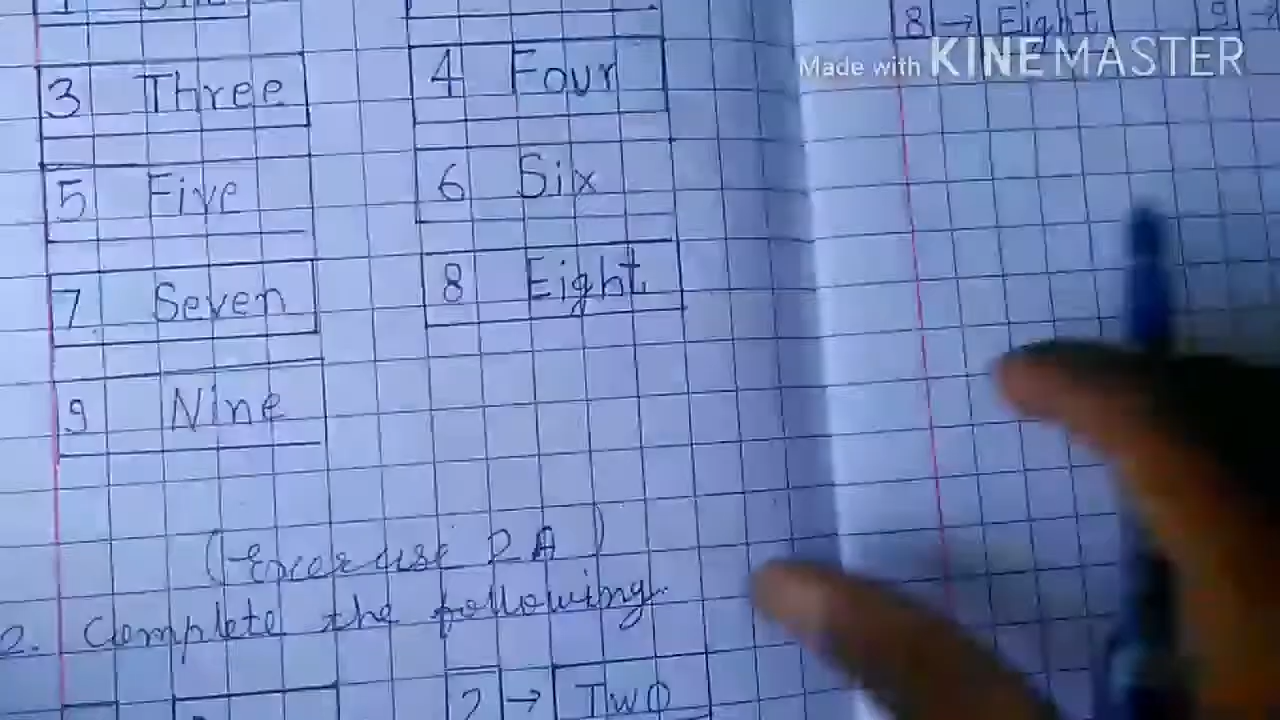 8 → Eight 9 →
Made with KINEMASTER
3 Three 4 Four
5 Five 6 Six
7 Seven 8 Eight
9 Nine
(Exercise 2A)
2. Complete the following.
2 → Two